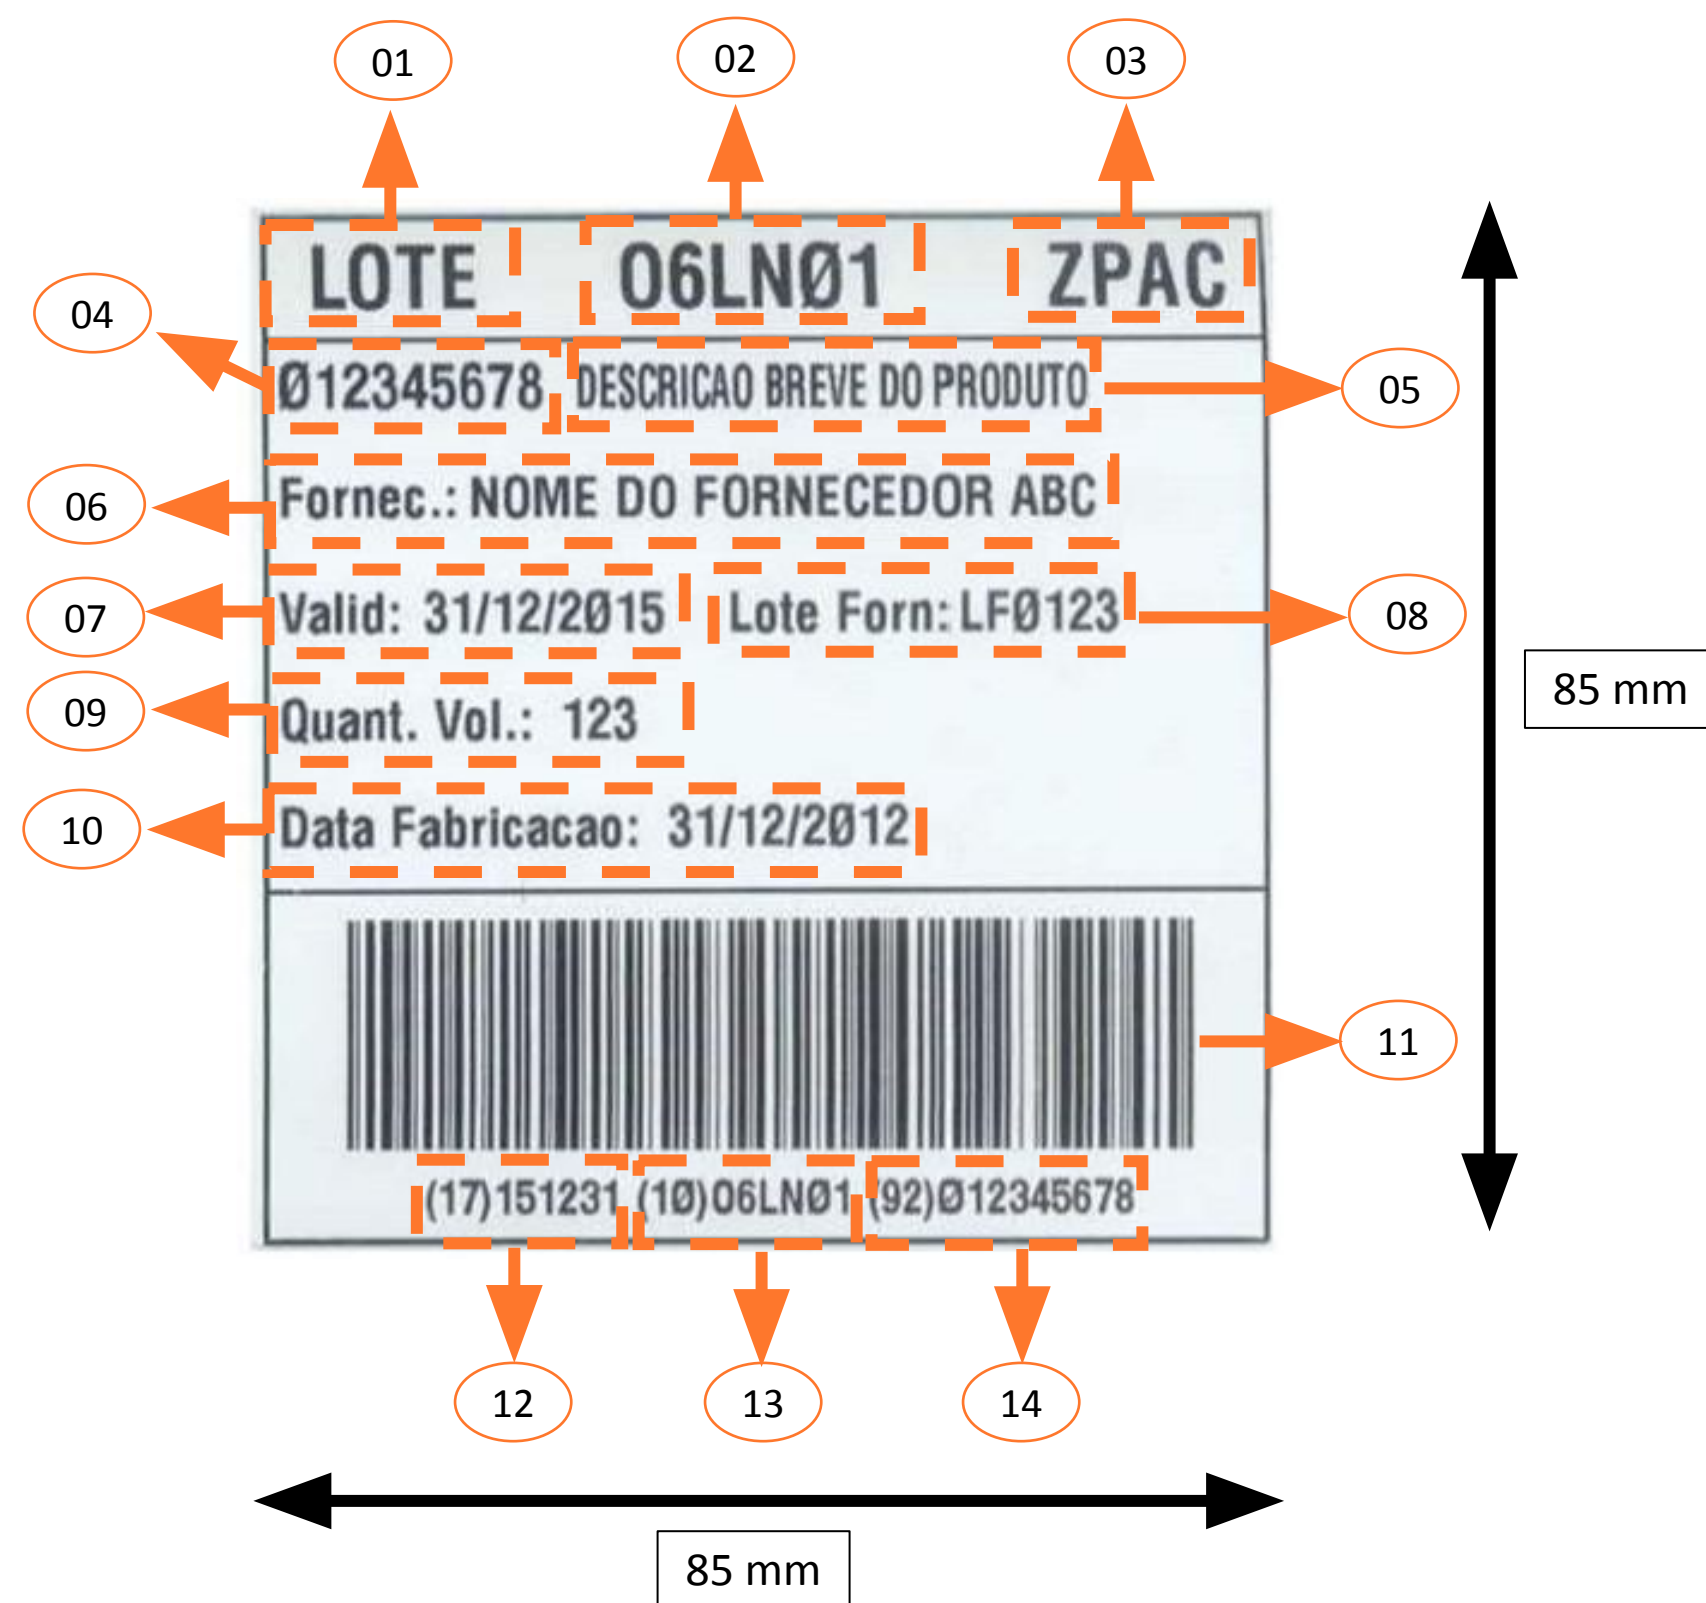 01 02 03
LOTE O6LNØ1 ZPAC
04
Ø12345678 DESCRICAO BREVE DO PRODUTO
05
06
Fornec.: NOME DO FORNECEDOR ABC
07
Valid: 31/12/2Ø15 Lote Forn: LFØ123
08
85 mm
09
Quant. Vol.: 123
10
Data Fabricacao: 31/12/2Ø12
11
(17)151231 (1Ø)O6LNØ1 (92)Ø12345678
12 13 14
85 mm